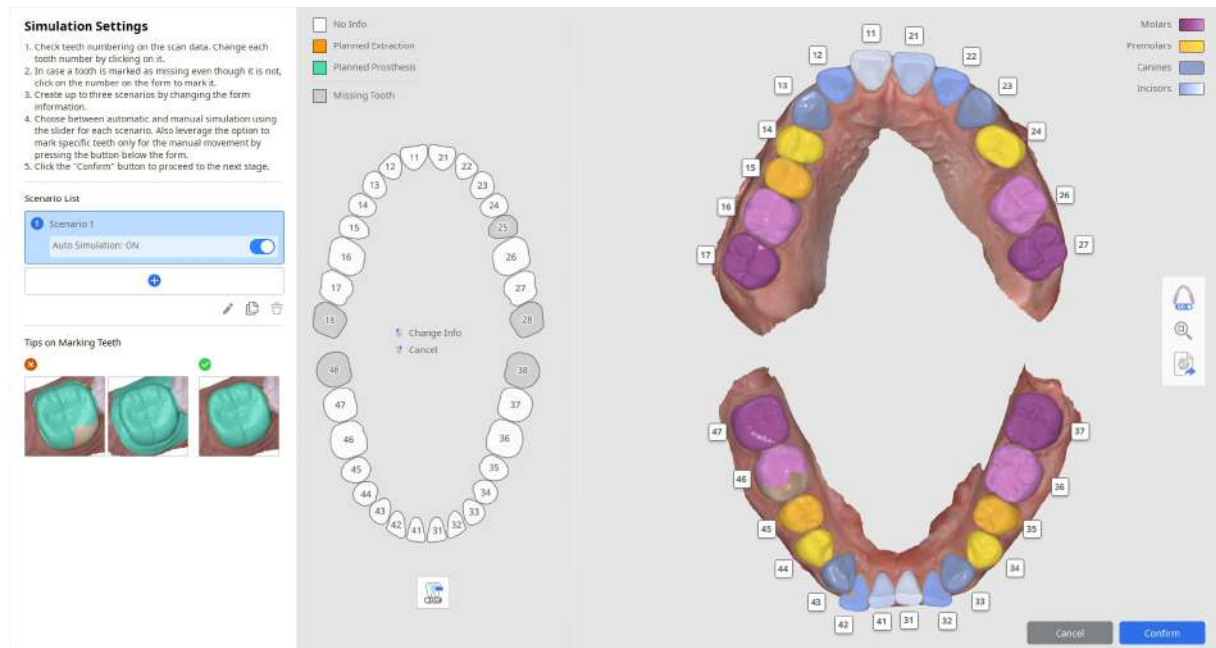 Simulation Settings
1. Check teeth numbering on the scan data. Change each
tooth number by clicking on it.
2. In case a tooth is marked as missing even though it is not,
click on the number on the form to mark it.
3. Create up to three scenarios by changing the form
information.
4. Choose between automatic and manual simulation using
the slider for each scenario. Also leverage the option to
mark specific teeth only for the manual movement by
pressing the button below the form.
5. Click the "Confirm" button to proceed to the next stage.
Scenario List
1 Scenario 1
Auto Simulation: ON
Tips on Marking Teeth
No Info
Planned Extraction
Planned Prosthesis
Missing Tooth
11 21
12 22
13 23
14 24
15 25
16 26
17 27
18 28
Change Info
Cancel
48 38
47 37
46 36
45 35
44 34
43 33
42 41 31 32
11 21
12 22
13 23
14 24
15
16 26
17 27
47 37
46 36
45 35
44 34
43 33
42 41 31 32
Molars
Premolars
Canines
Incisors
Cancel Confirm